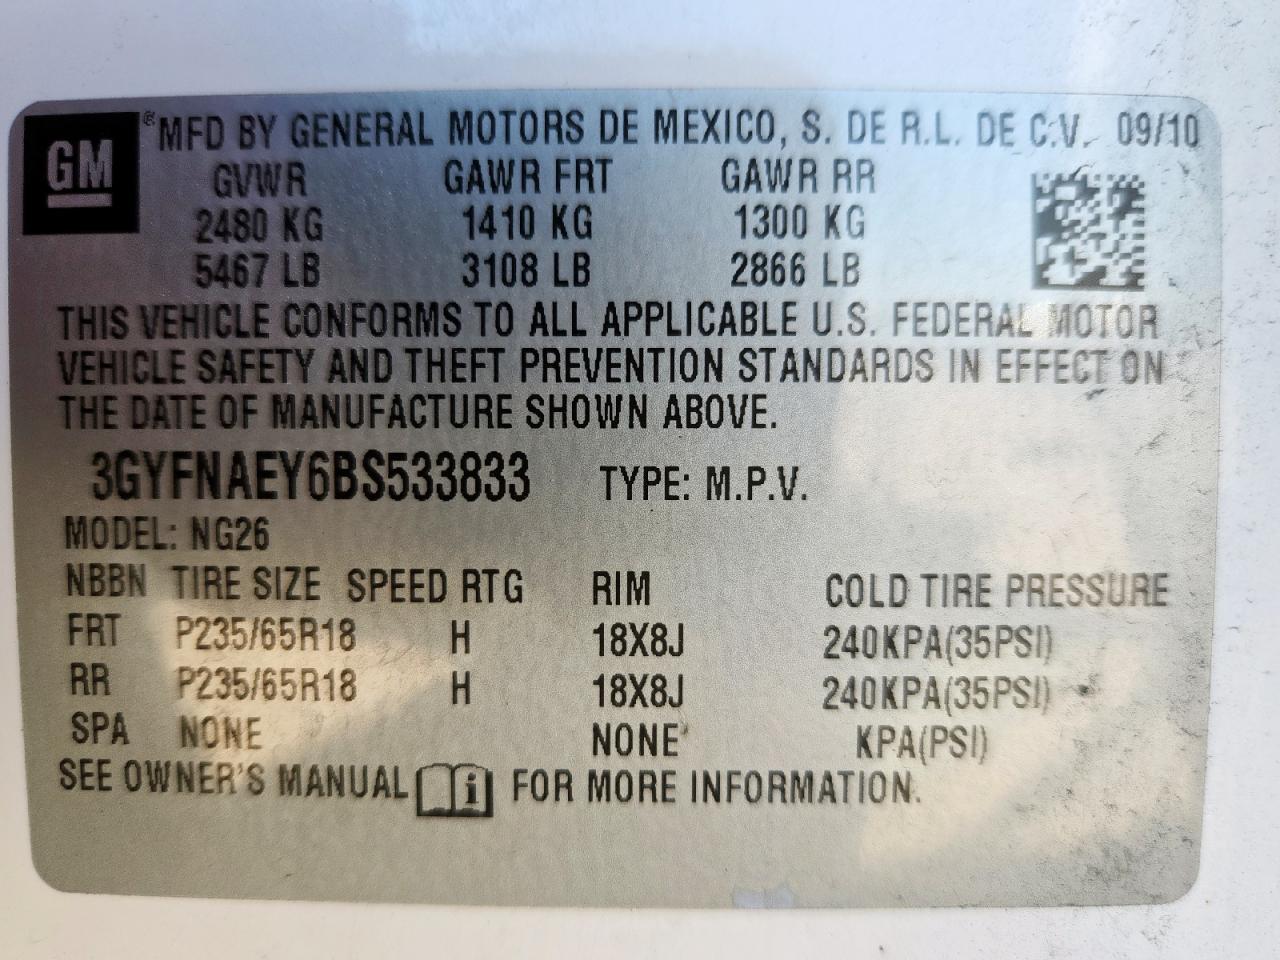 GM ® MFD BY GENERAL MOTORS DE MEXICO, S. DE R.L. DE C.V. 09/10
GVWR GAWR FRT GAWR RR
2480 KG 1410 KG 1300 KG
5467 LB 3108 LB 2866 LB
THIS VEHICLE CONFORMS TO ALL APPLICABLE U.S. FEDERAL MOTOR
VEHICLE SAFETY AND THEFT PREVENTION STANDARDS IN EFFECT ON
THE DATE OF MANUFACTURE SHOWN ABOVE.
3GYFNAEY6BS533833 TYPE: M.P.V.
MODEL: NG26
NBBN TIRE SIZE SPEED RTG RIM COLD TIRE PRESSURE
FRT P235/65R18 H 18X8J 240KPA(35PSI)
RR P235/65R18 H 18X8J 240KPA(35PSI)
SPA NONE NONE KPA(PSI)
SEE OWNER'S MANUAL i FOR MORE INFORMATION.